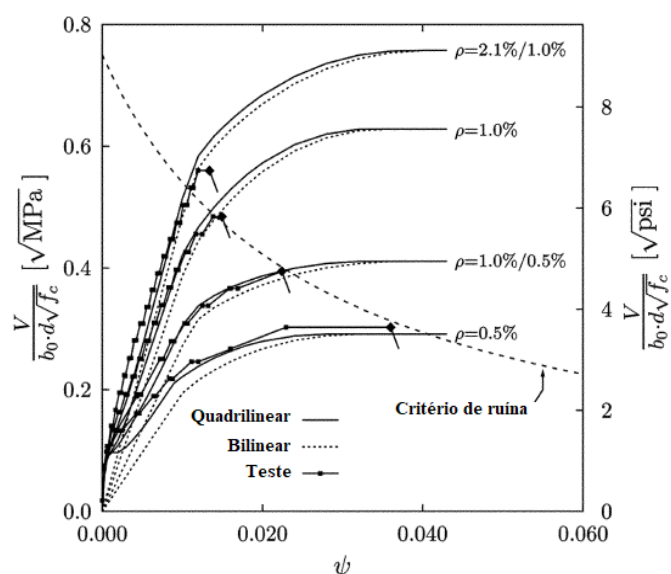 0.8
0.6
0.4
0.2
0.0
V
b₀·d√f_c
[√MPa]
ρ=2.1%/1.0%
ρ=1.0%
ρ=1.0%/0.5%
ρ=0.5%
Critério de ruína
Quadrilinear
Bilinear
Teste
8
6
4
2
0
V
b₀·d√f_c
[√psi]
0.000
0.020
0.040
0.060
ψ